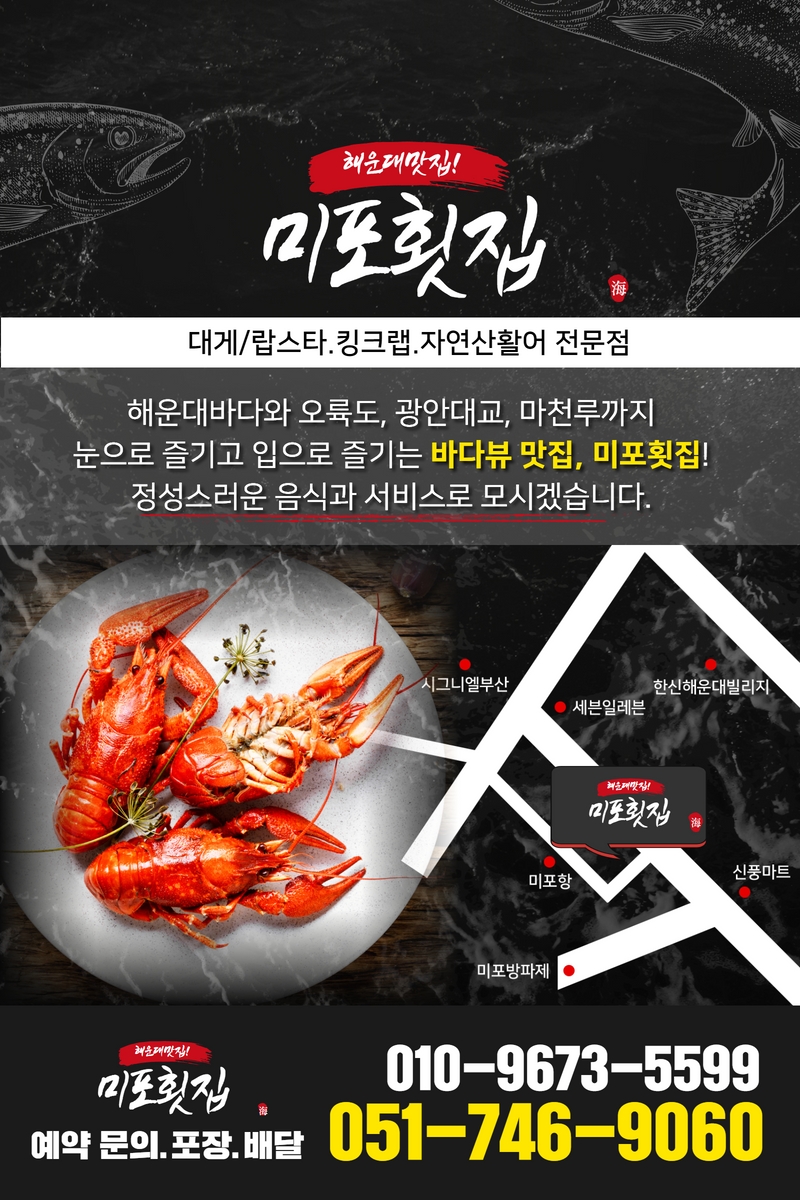 해운대맛집!
미포횟집
海
대게/랍스타.킹크랩.자연산활어 전문점
해운대바다와 오륙도, 광안대교, 마천루까지
눈으로 즐기고 입으로 즐기는 바다뷰 맛집, 미포횟집!
정성스러운 음식과 서비스로 모시겠습니다.
시그니엘부산
한신해운대빌리지
세븐일레븐
해운대맛집!
미포횟집
海
미포항
신풍마트
미포방파제
해운대맛집!
미포횟집
海
예약 문의.포장.배달
010-9673-5599
051-746-9060